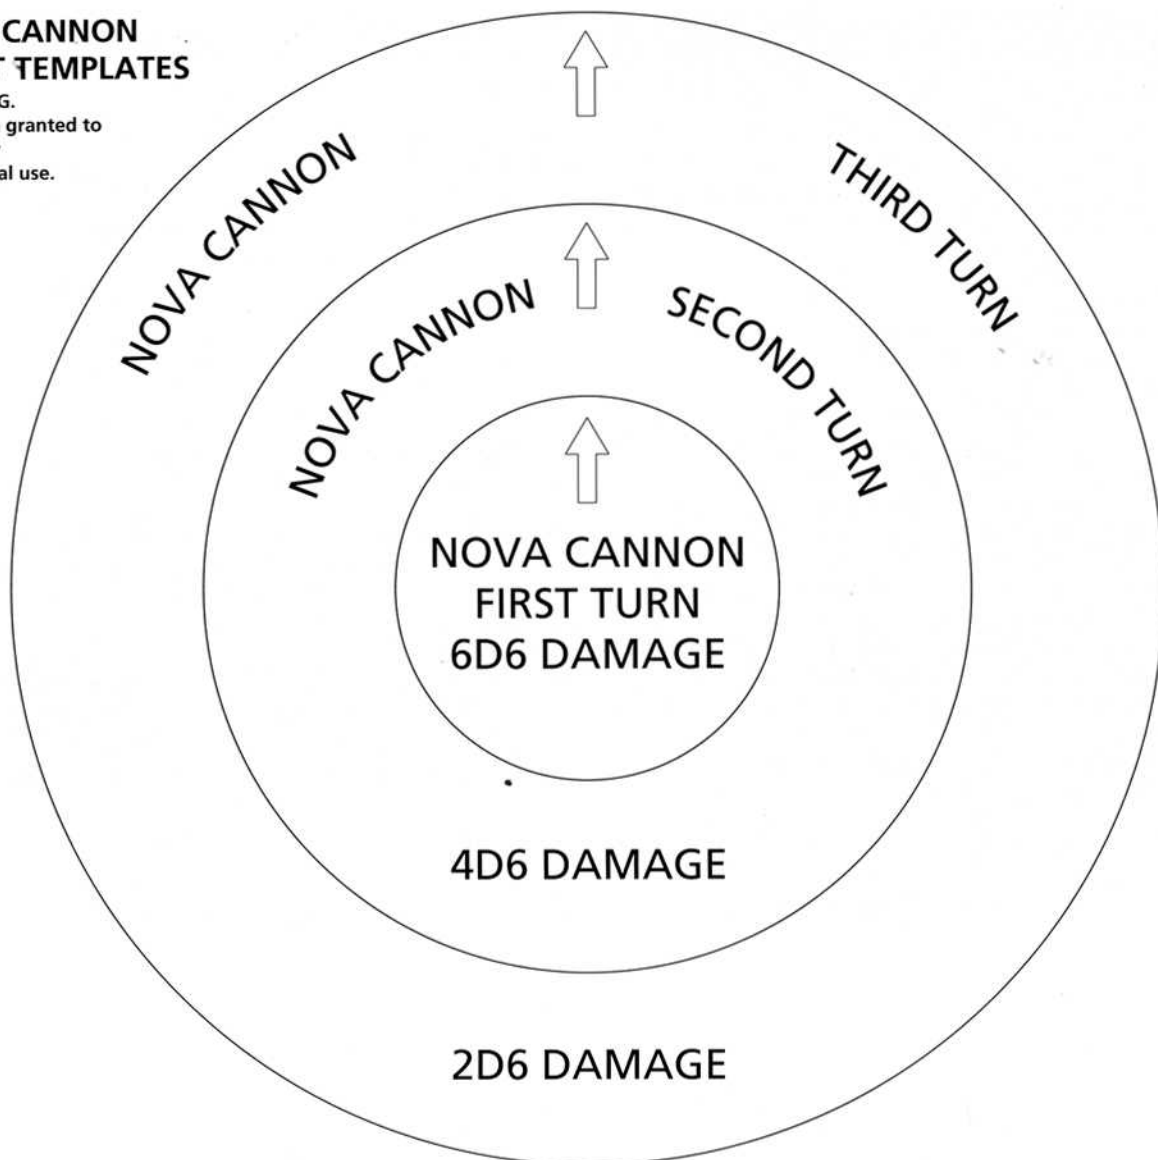 CANNON
T TEMPLATES
G.
granted to
al use.
NOVA CANNON
THIRD TURN
NOVA CANNON
SECOND TURN
NOVA CANNON
FIRST TURN
6D6 DAMAGE
4D6 DAMAGE
2D6 DAMAGE